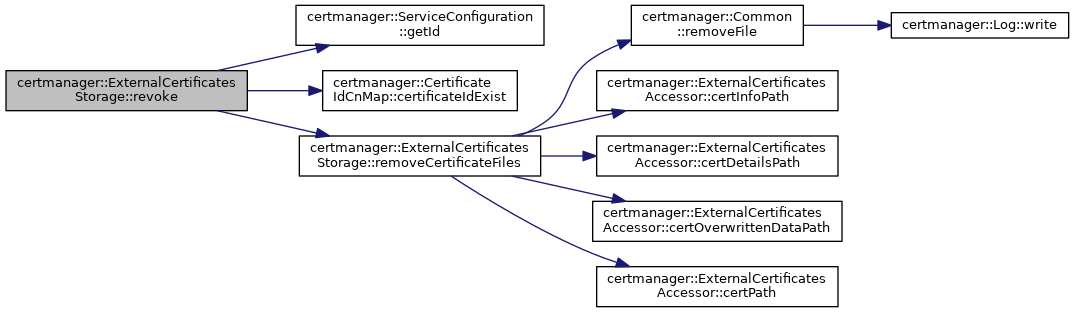 certmanager::ExternalCertificates
Storage::revoke
certmanager::ServiceConfiguration
::getId
certmanager::Certificate
IdCnMap::certificateIdExist
certmanager::ExternalCertificates
Storage::removeCertificateFiles
certmanager::Common
::removeFile
certmanager::Log::write
certmanager::ExternalCertificates
Accessor::certInfoPath
certmanager::ExternalCertificates
Accessor::certDetailsPath
certmanager::ExternalCertificates
Accessor::certOverwrittenDataPath
certmanager::ExternalCertificates
Accessor::certPath